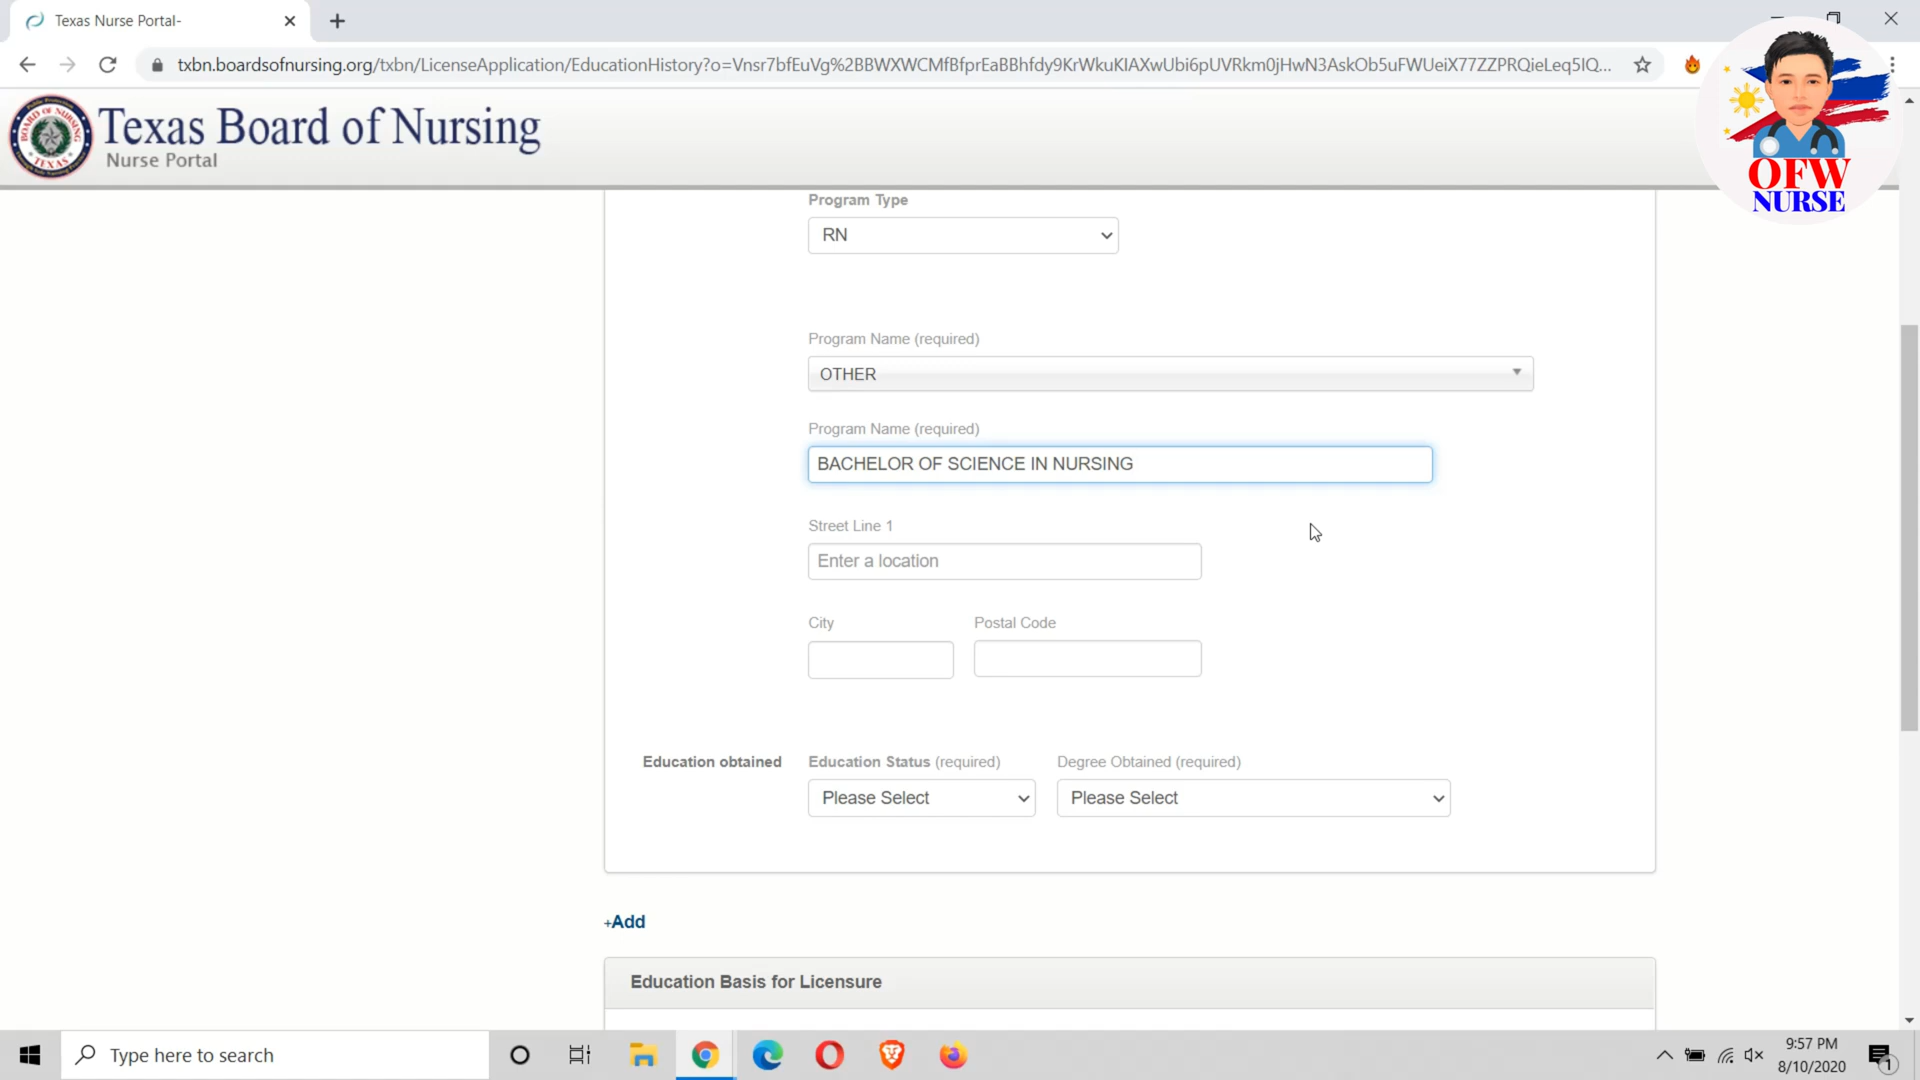 Texas Nurse Portal-
txbn.boardsofnursing.org/txbn/LicenseApplication/EducationHistory?o=Vnsr7bfEuVg%2BBWXWCMfBfprEaBBhfdy9KrWkuKIAXwUbi6pUVRkm0jHwN3AskOb5uFWUeiX77ZZPRQieLeq5IQ...
Texas Board of Nursing
Nurse Portal
OFW
NURSE
Program Type
RN
Program Name (required)
OTHER
Program Name (required)
BACHELOR OF SCIENCE IN NURSING
Street Line 1
Enter a location
City Postal Code
Education obtained Education Status (required) Degree Obtained (required)
Please Select Please Select
+Add
Education Basis for Licensure
Type here to search
9:57 PM
8/10/2020
1